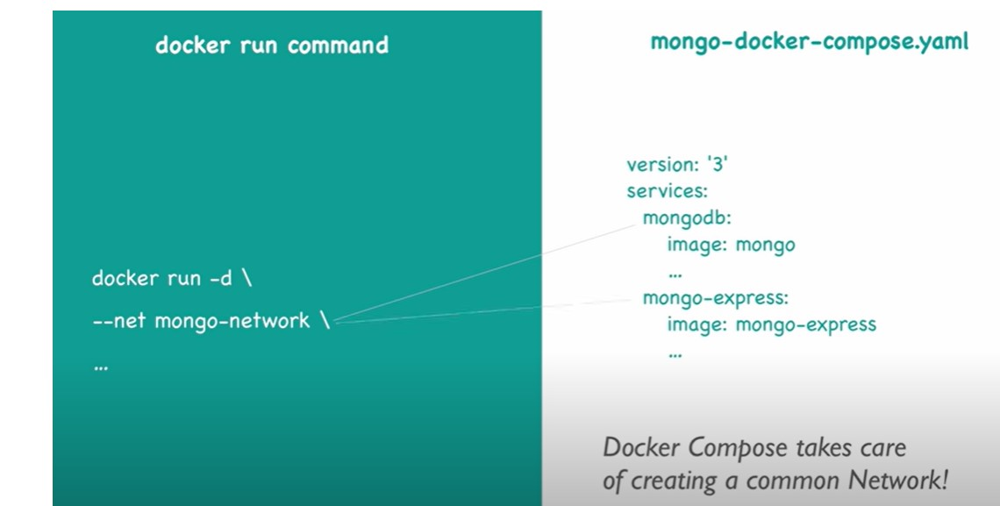 docker run command
docker run -d \
--net mongo-network \
...
mongo-docker-compose.yaml
version: '3'
services:
mongodb:
image: mongo
...
mongo-express:
image: mongo-express
...
Docker Compose takes care
of creating a common Network!